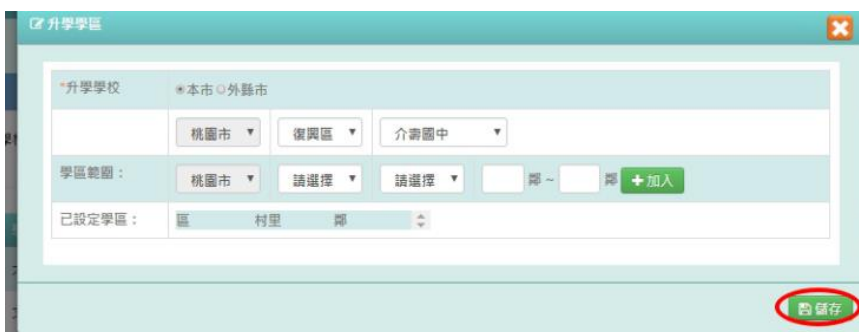 升學學區
*升學學校 本市 外縣市
桃園市 復興區 介壽國中
學區範圍： 桃園市 請選擇 請選擇 鄰 ~ 鄰 +加入
已設定學區： 區 村里 鄰
儲存